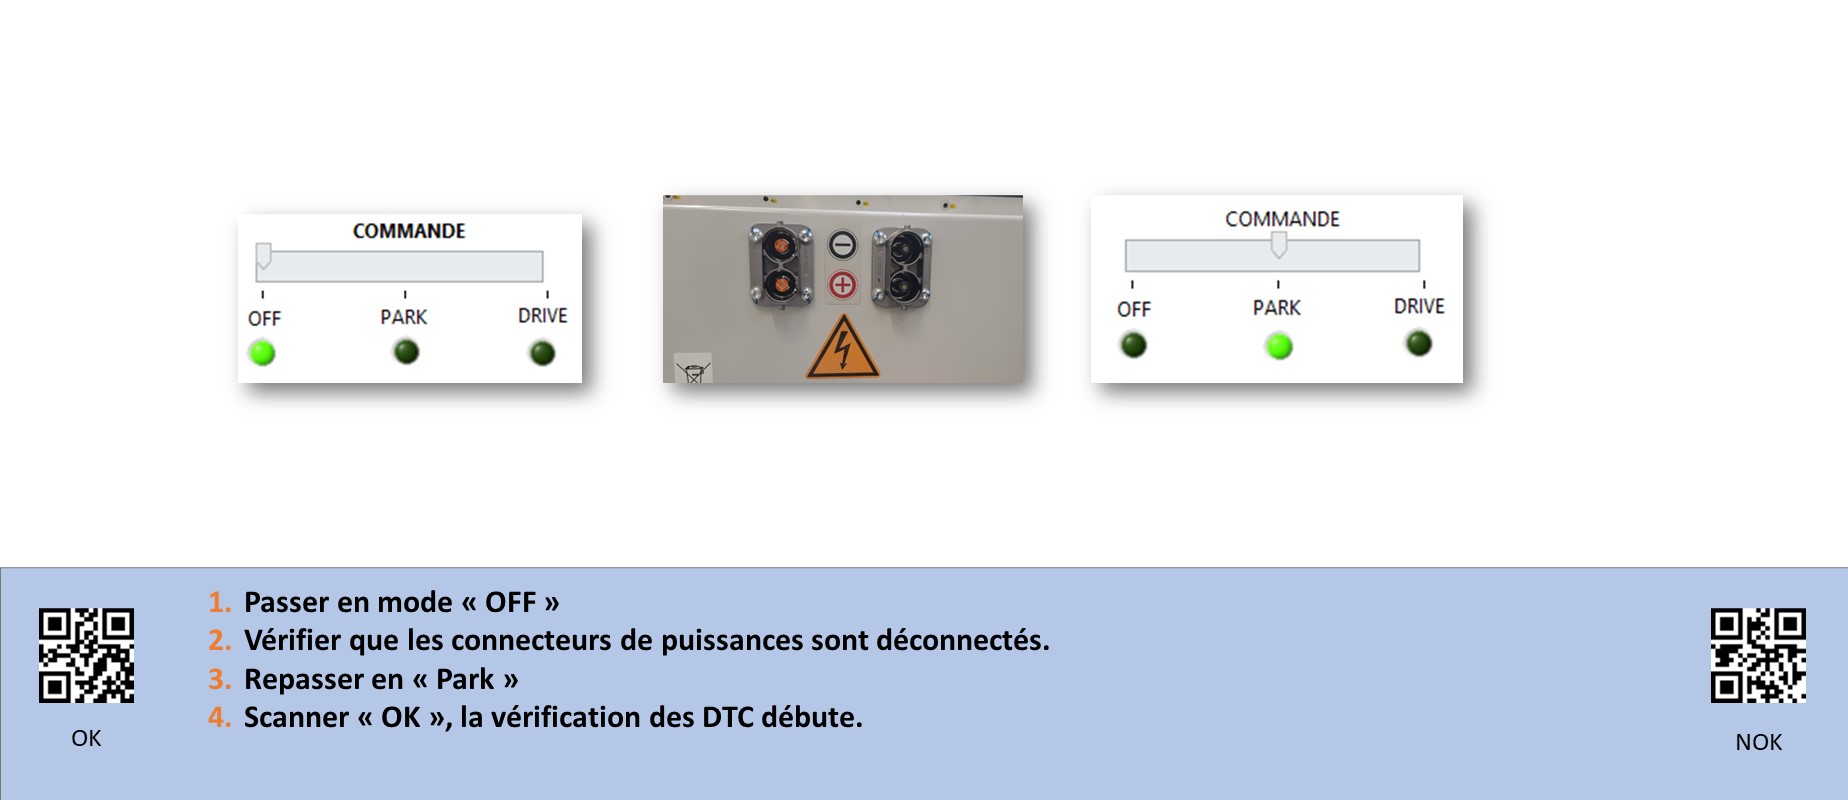 COMMANDE
OFF
PARK
DRIVE
COMMANDE
OFF
PARK
DRIVE
1. Passer en mode « OFF »
2. Vérifier que les connecteurs de puissances sont déconnectés.
3. Repasser en « Park »
4. Scanner « OK », la vérification des DTC débute.
OK
NOK